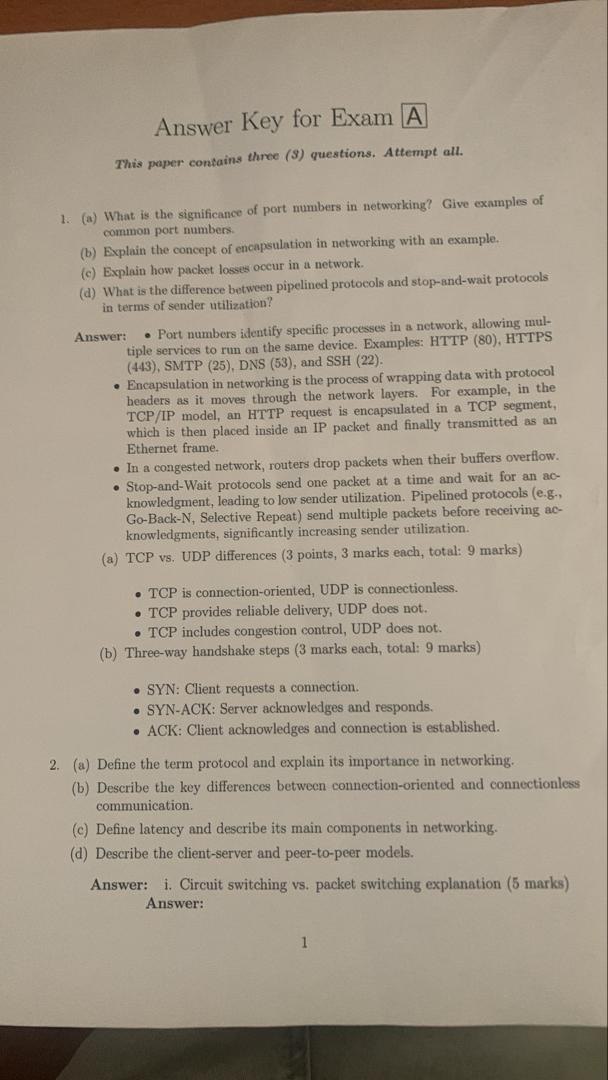 Answer Key for Exam A
This paper contains three (3) questions. Attempt all.
1. (a) What is the significance of port numbers in networking? Give examples of
common port numbers.
(b) Explain the concept of encapsulation in networking with an example.
(c) Explain how packet losses occur in a network.
(d) What is the difference between pipelined protocols and stop-and-wait protocols
in terms of sender utilization?
Answer: • Port numbers identify specific processes in a network, allowing mul-
tiple services to run on the same device. Examples: HTTP (80), HTTPS
(443), SMTP (25), DNS (53), and SSH (22).
• Encapsulation in networking is the process of wrapping data with protocol
headers as it moves through the network layers. For example, in the
TCP/IP model, an HTTP request is encapsulated in a TCP segment,
which is then placed inside an IP packet and finally transmitted as an
Ethernet frame.
• In a congested network, routers drop packets when their buffers overflow.
• Stop-and-Wait protocols send one packet at a time and wait for an ac-
knowledgment, leading to low sender utilization. Pipelined protocols (e.g.,
Go-Back-N, Selective Repeat) send multiple packets before receiving ac-
knowledgments, significantly increasing sender utilization.
(a) TCP vs. UDP differences (3 points, 3 marks each, total: 9 marks)
• TCP is connection-oriented, UDP is connectionless.
• TCP provides reliable delivery, UDP does not.
• TCP includes congestion control, UDP does not.
(b) Three-way handshake steps (3 marks each, total: 9 marks)
• SYN: Client requests a connection.
• SYN-ACK: Server acknowledges and responds.
• ACK: Client acknowledges and connection is established.
2. (a) Define the term protocol and explain its importance in networking.
(b) Describe the key differences between connection-oriented and connectionless
communication.
(c) Define latency and describe its main components in networking.
(d) Describe the client-server and peer-to-peer models.
Answer: i. Circuit switching vs. packet switching explanation (5 marks)
Answer:
1